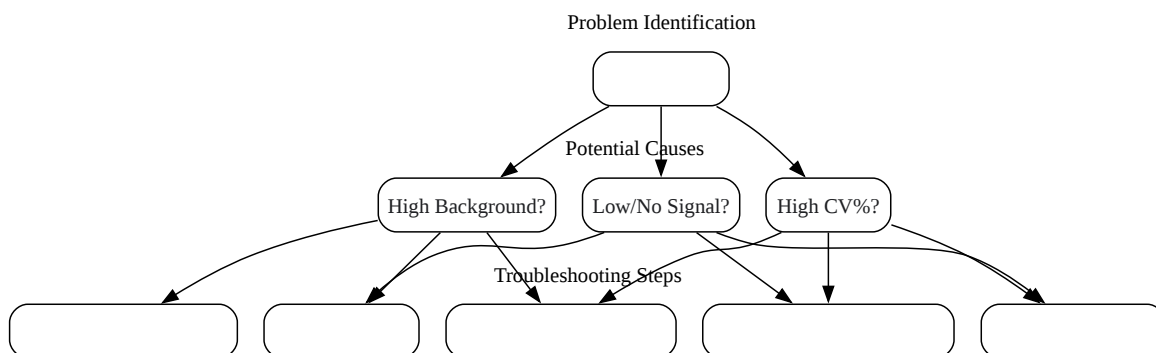 Problem Identification
Potential Causes
High Background?
Low/No Signal?
High CV%?
Troubleshooting Steps